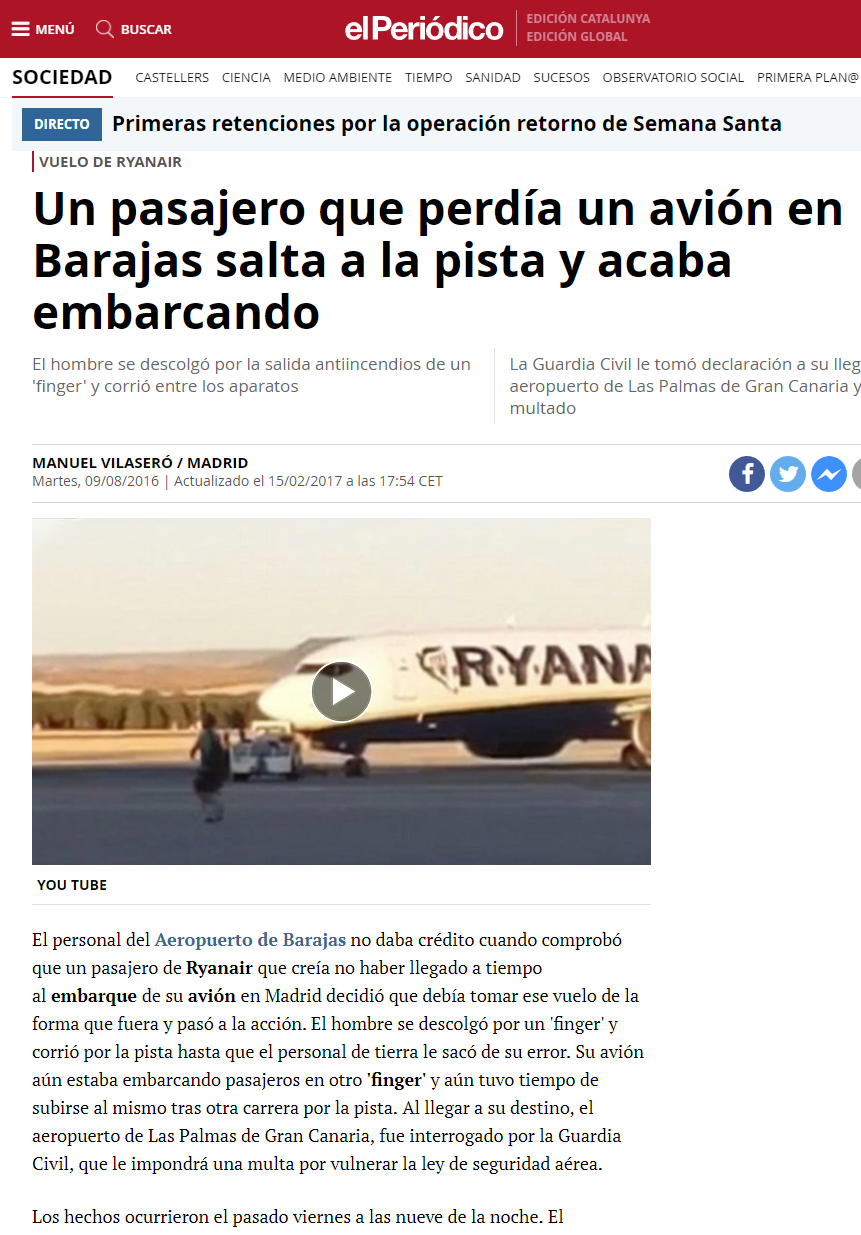 MENÚ
BUSCAR
el Periódico
EDICIÓN CATALUNYA
EDICIÓN GLOBAL
SOCIEDAD
CASTELLERS CIENCIA MEDIO AMBIENTE TIEMPO SANIDAD SUCESOS OBSERVATORIO SOCIAL PRIMERA PLAN@
DIRECTO Primeras retenciones por la operación retorno de Semana Santa
VUELO DE RYANAIR
Un pasajero que perdía un avión en
Barajas salta a la pista y acaba
embarcando
El hombre se descolgó por la salida antiincendios de un
'finger' y corrió entre los aparatos
La Guardia Civil le tomó declaración a su lleg
aeropuerto de Las Palmas de Gran Canaria y
multado
MANUEL VILASERÓ / MADRID
Martes, 09/08/2016 | Actualizado el 15/02/2017 a las 17:54 CET
RYANA
YOU TUBE
El personal del Aeropuerto de Barajas no daba crédito cuando comprobó
que un pasajero de Ryanair que creía no haber llegado a tiempo
al embarque de su avión en Madrid decidió que debía tomar ese vuelo de la
forma que fuera y pasó a la acción. El hombre se descolgó por un 'finger' y
corrió por la pista hasta que el personal de tierra le sacó de su error. Su avión
aún estaba embarcando pasajeros en otro 'finger' y aún tuvo tiempo de
subirse al mismo tras otra carrera por la pista. Al llegar a su destino, el
aeropuerto de Las Palmas de Gran Canaria, fue interrogado por la Guardia
Civil, que le impondrá una multa por vulnerar la ley de seguridad aérea.
Los hechos ocurrieron el pasado viernes a las nueve de la noche. El